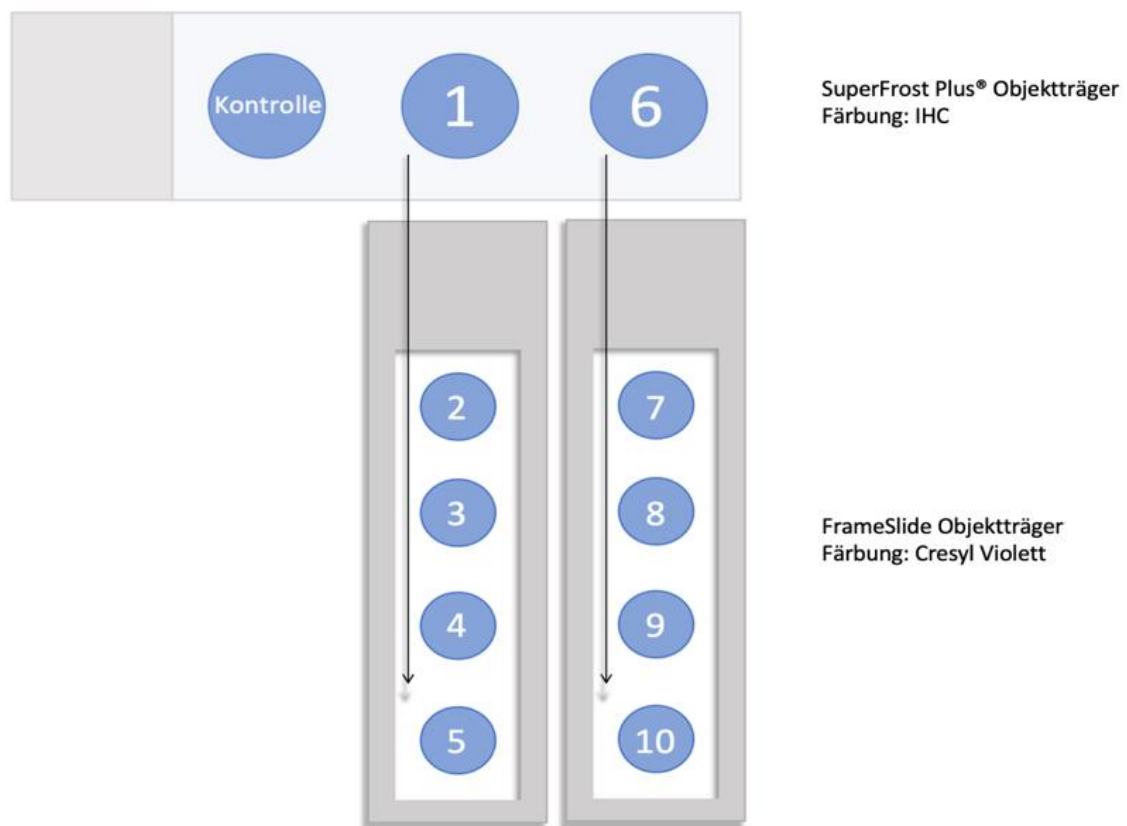 Kontrolle
1
6
SuperFrost Plus® Objektträger
Färbung: IHC
2
7
3
8
FrameSlide Objektträger
Färbung: Cresyl Violett
4
9
5
10